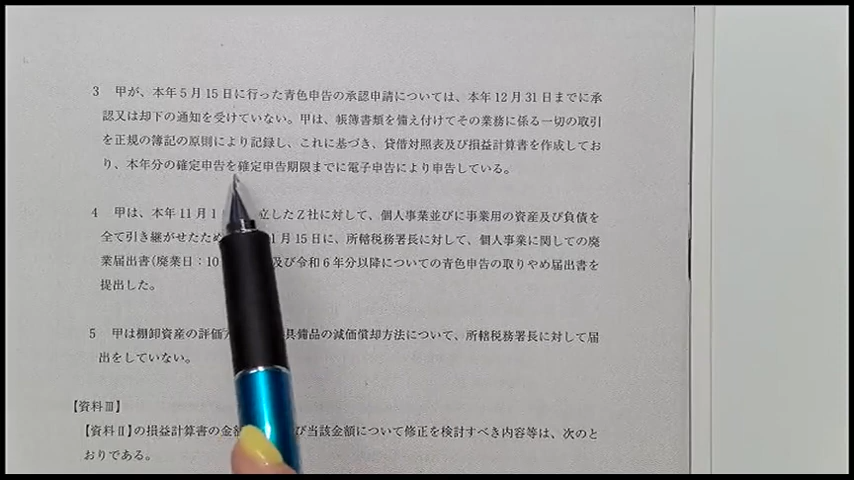 3 甲が、本年5月15日に行った青色申告の承認申請については、本年12月31日までに承
認又は却下の通知を受けていない。甲は、帳簿書類を備え付けてその業務に係る一切の取引
を正規の簿記の原則により記録し、これに基づき、貸借対照表及び損益計算書を作成してお
り、本年分の確定申告を確定申告期限までに電子申告により申告している。
4 甲は、本年11月1 立したZ社に対して、個人事業並びに事業用の資産及び負債を
全て引き継がせたため 1月15日に、所轄税務署長に対して、個人事業に関しての廃
業届出書(廃業日:10 及び令和6年分以降についての青色申告の取りやめ届出書を
提出した。
5 甲は棚卸資産の評価 具備品の減価償却方法について、所轄税務署長に対して届
出をしていない。
【資料Ⅲ】
【資料Ⅱ】の損益計算書の金 び当該金額について修正を検討すべき内容等は、次のと
おりである。